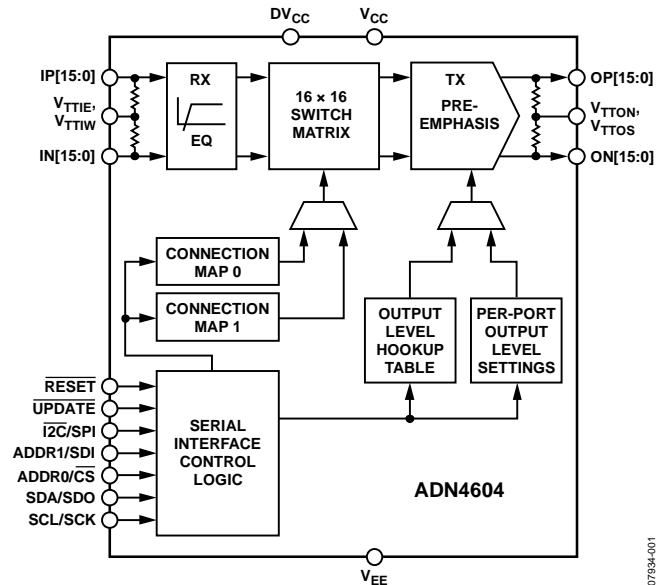 DVCC
VCC
IP[15:0]
VTTIE,
VTTIW
IN[15:0]
RX
EQ
16 × 16
SWITCH
MATRIX
TX
PRE-
EMPHASIS
OP[15:0]
VTTON,
VTTOS
ON[15:0]
CONNECTION
MAP 0
CONNECTION
MAP 1
OUTPUT
LEVEL
HOOKUP
TABLE
PER-PORT
OUTPUT
LEVEL
SETTINGS
RESET
UPDATE
I2C/SPI
ADDR1/SDI
ADDR0/CS
SDA/SDO
SCL/SCK
SERIAL
INTERFACE
CONTROL
LOGIC
ADN4604
VEE
07934-001